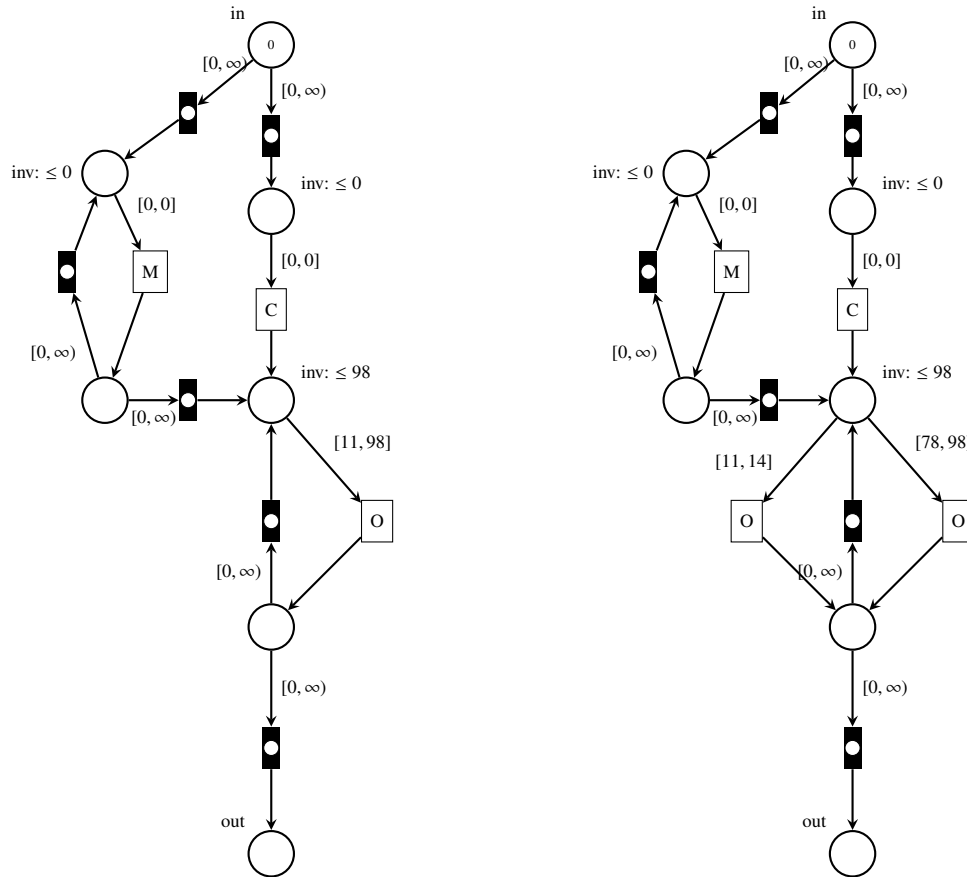 in
0
[0, ∞)
[0, ∞)
inv: ≤ 0
inv: ≤ 0
[0, 0]
M
[0, 0]
C
[0, ∞)
inv: ≤ 98
[0, ∞)
[11, 98]
O
[0, ∞)
[0, ∞)
out
in
0
[0, ∞)
[0, ∞)
inv: ≤ 0
inv: ≤ 0
[0, 0]
M
[0, 0]
C
[0, ∞)
inv: ≤ 98
[0, ∞)
[11, 14]
[78, 98]
O
O
[0, ∞)
[0, ∞)
out